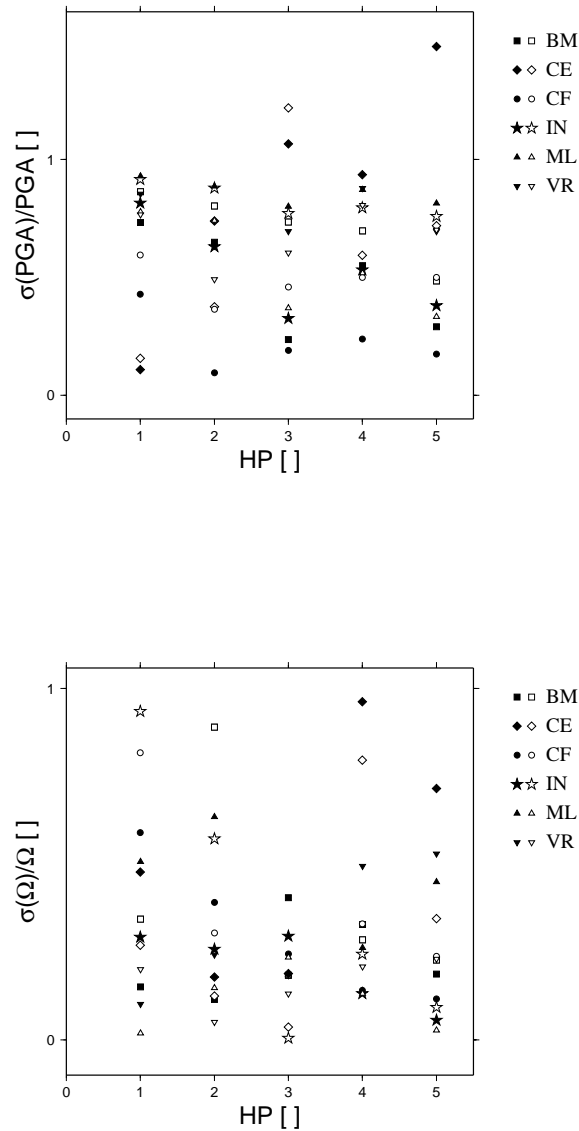 1
0
σ(PGA)/PGA [ ]
0 1 2 3 4 5
HP [ ]
BM
CE
CF
IN
ML
VR
1
0
σ(Ω)/Ω [ ]
0 1 2 3 4 5
HP [ ]
BM
CE
CF
IN
ML
VR